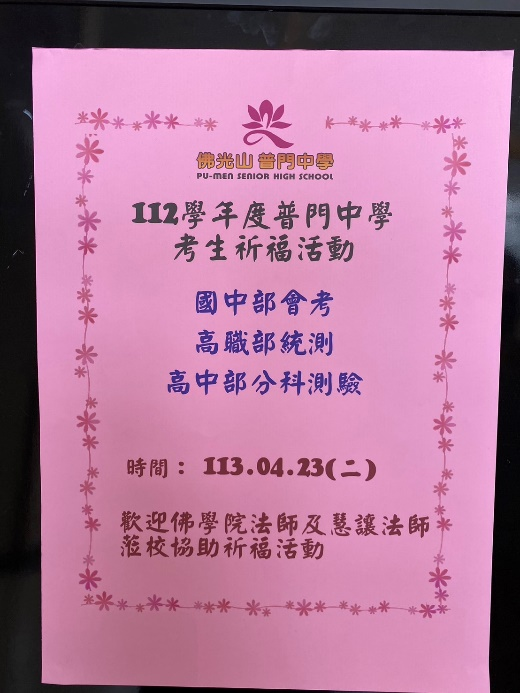 佛光山 普門中學
PU-MEN SENIOR HIGH SCHOOL
112學年度普門中學
考生祈福活動
國中部會考
高職部統測
高中部分科測驗
時間： 113.04.23(二)
歡迎佛學院法師及慧讓法師
蒞校協助祈福活動